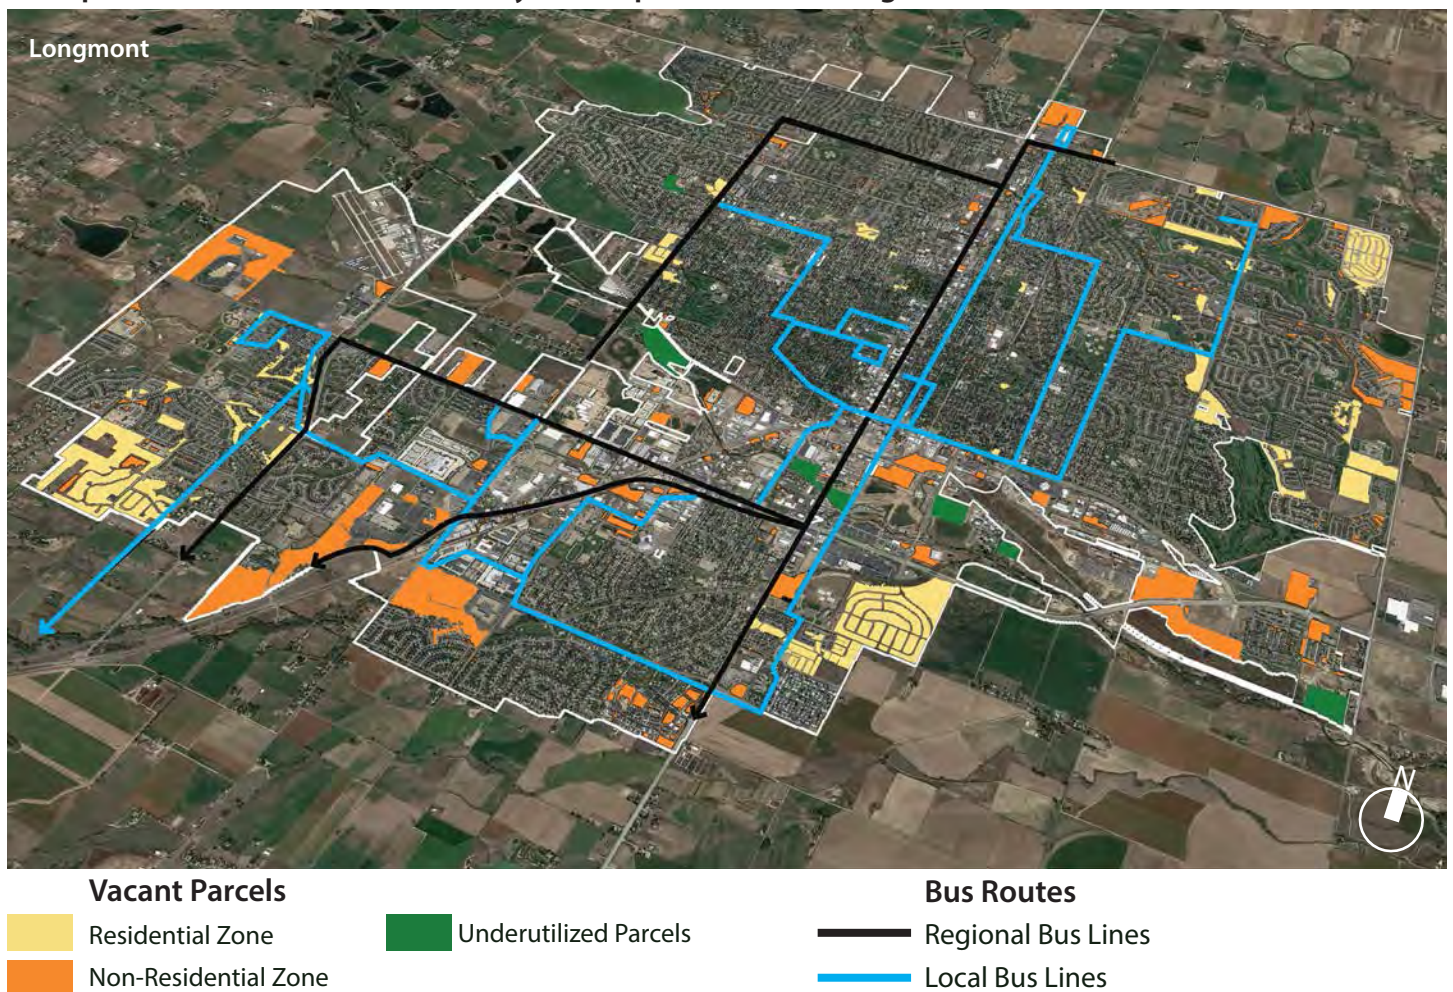 Longmont
N
Vacant Parcels
Residential Zone
Non-Residential Zone
Underutilized Parcels
Bus Routes
Regional Bus Lines
Local Bus Lines